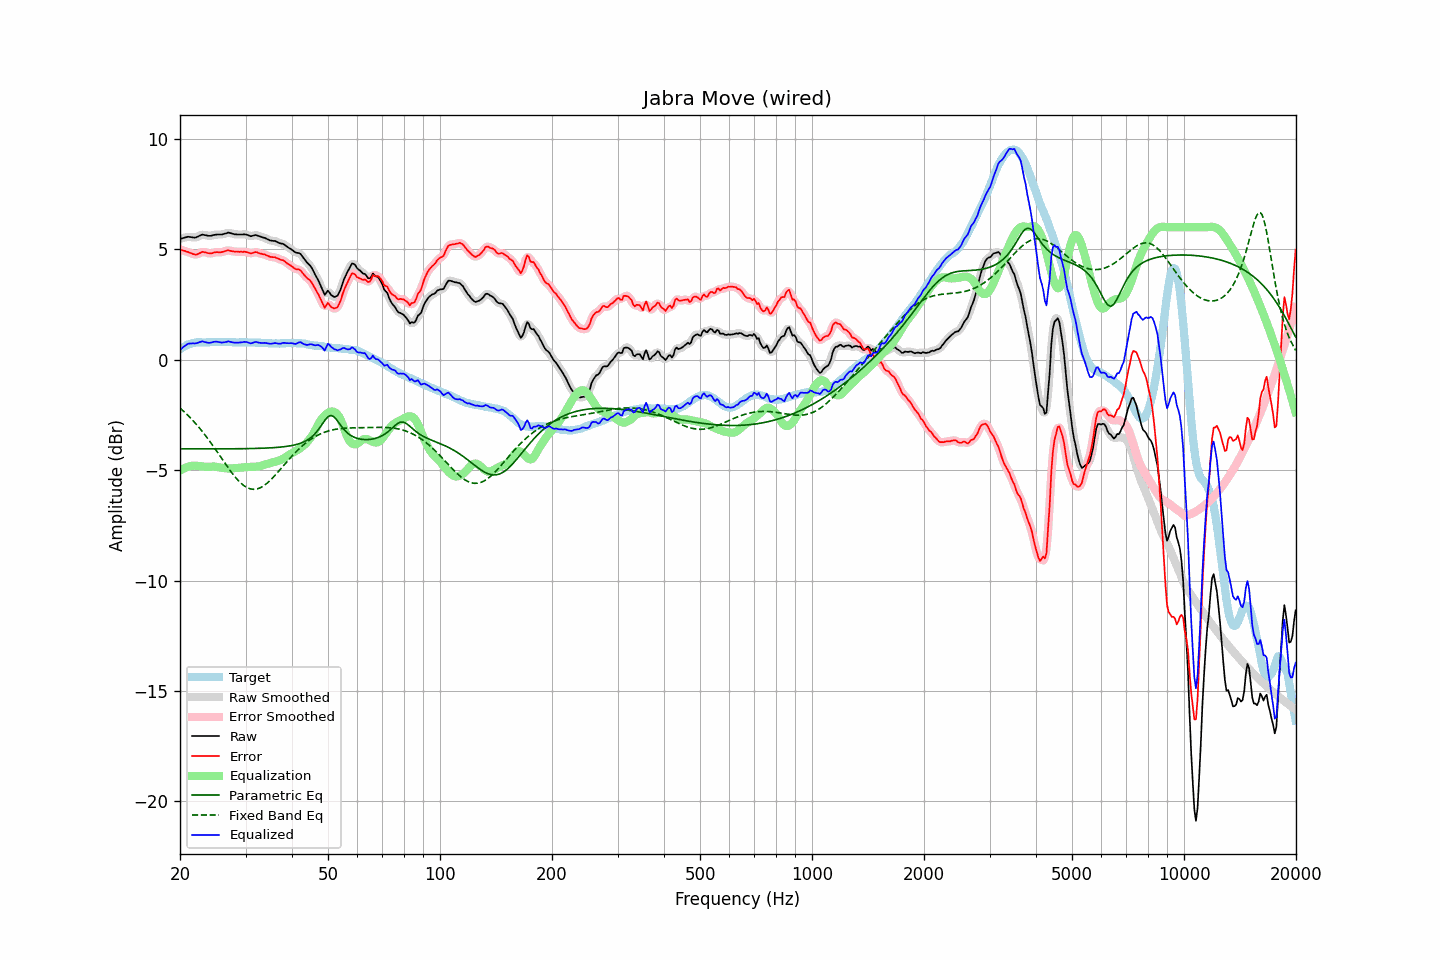 Jabra Move (wired)
10
5
0
−5
−10
−15
−20
Amplitude (dBr)
Target
Raw Smoothed
Error Smoothed
Raw
Error
Equalization
Parametric Eq
Fixed Band Eq
Equalized
20 50 100 200 500 1000 2000 5000 10000 20000
Frequency (Hz)